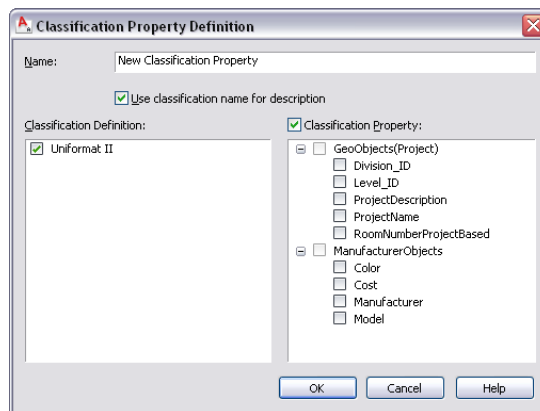 Classification Property Definition
Name:
New Classification Property
Use classification name for description
Classification Definition:
Classification Property:
Uniformat II
GeoObjects(Project)
Division_ID
Level_ID
ProjectDescription
ProjectName
RoomNumberProjectBased
ManufacturerObjects
Color
Cost
Manufacturer
Model
OK
Cancel
Help